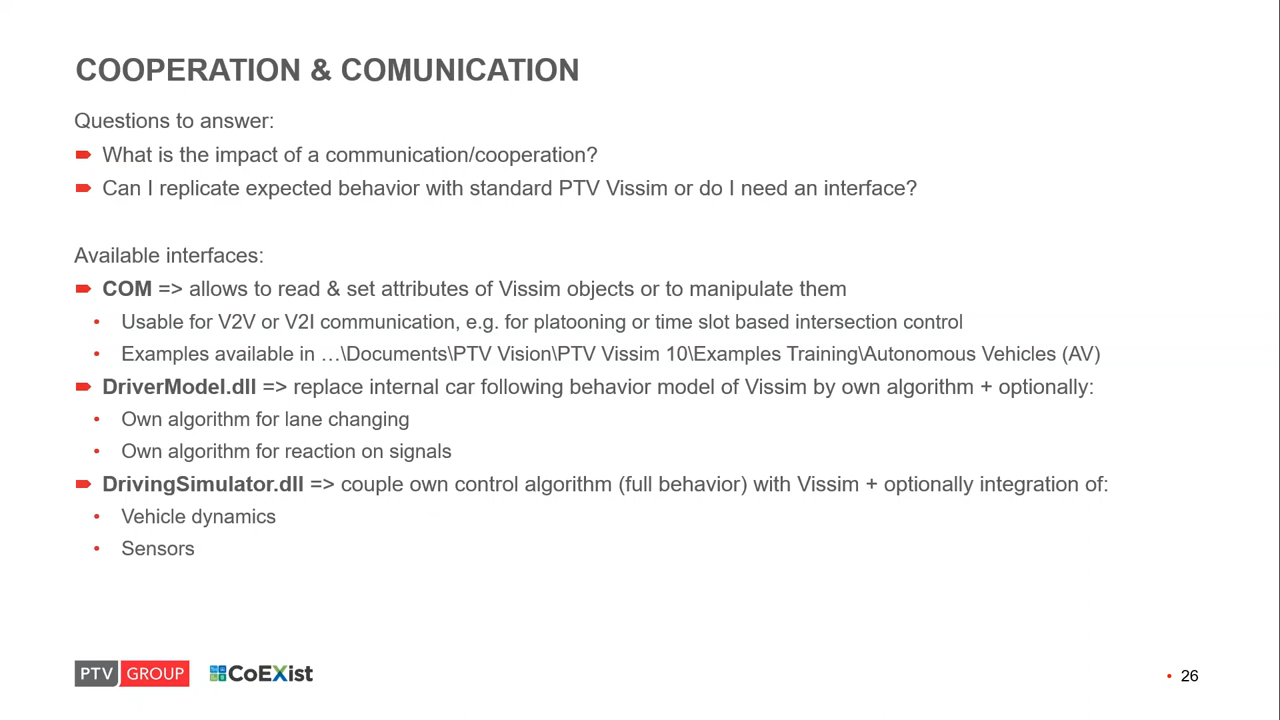 COOPERATION & COMUNICATION
Questions to answer:
What is the impact of a communication/cooperation?
Can I replicate expected behavior with standard PTV Vissim or do I need an interface?
Available interfaces:
COM => allows to read & set attributes of Vissim objects or to manipulate them
• Usable for V2V or V2I communication, e.g. for platooning or time slot based intersection control
• Examples available in …\Documents\PTV Vision\PTV Vissim 10\Examples Training\Autonomous Vehicles (AV)
DriverModel.dll => replace internal car following behavior model of Vissim by own algorithm + optionally:
• Own algorithm for lane changing
• Own algorithm for reaction on signals
DrivingSimulator.dll => couple own control algorithm (full behavior) with Vissim + optionally integration of:
• Vehicle dynamics
• Sensors
PTV GROUP CoEXist
• 26